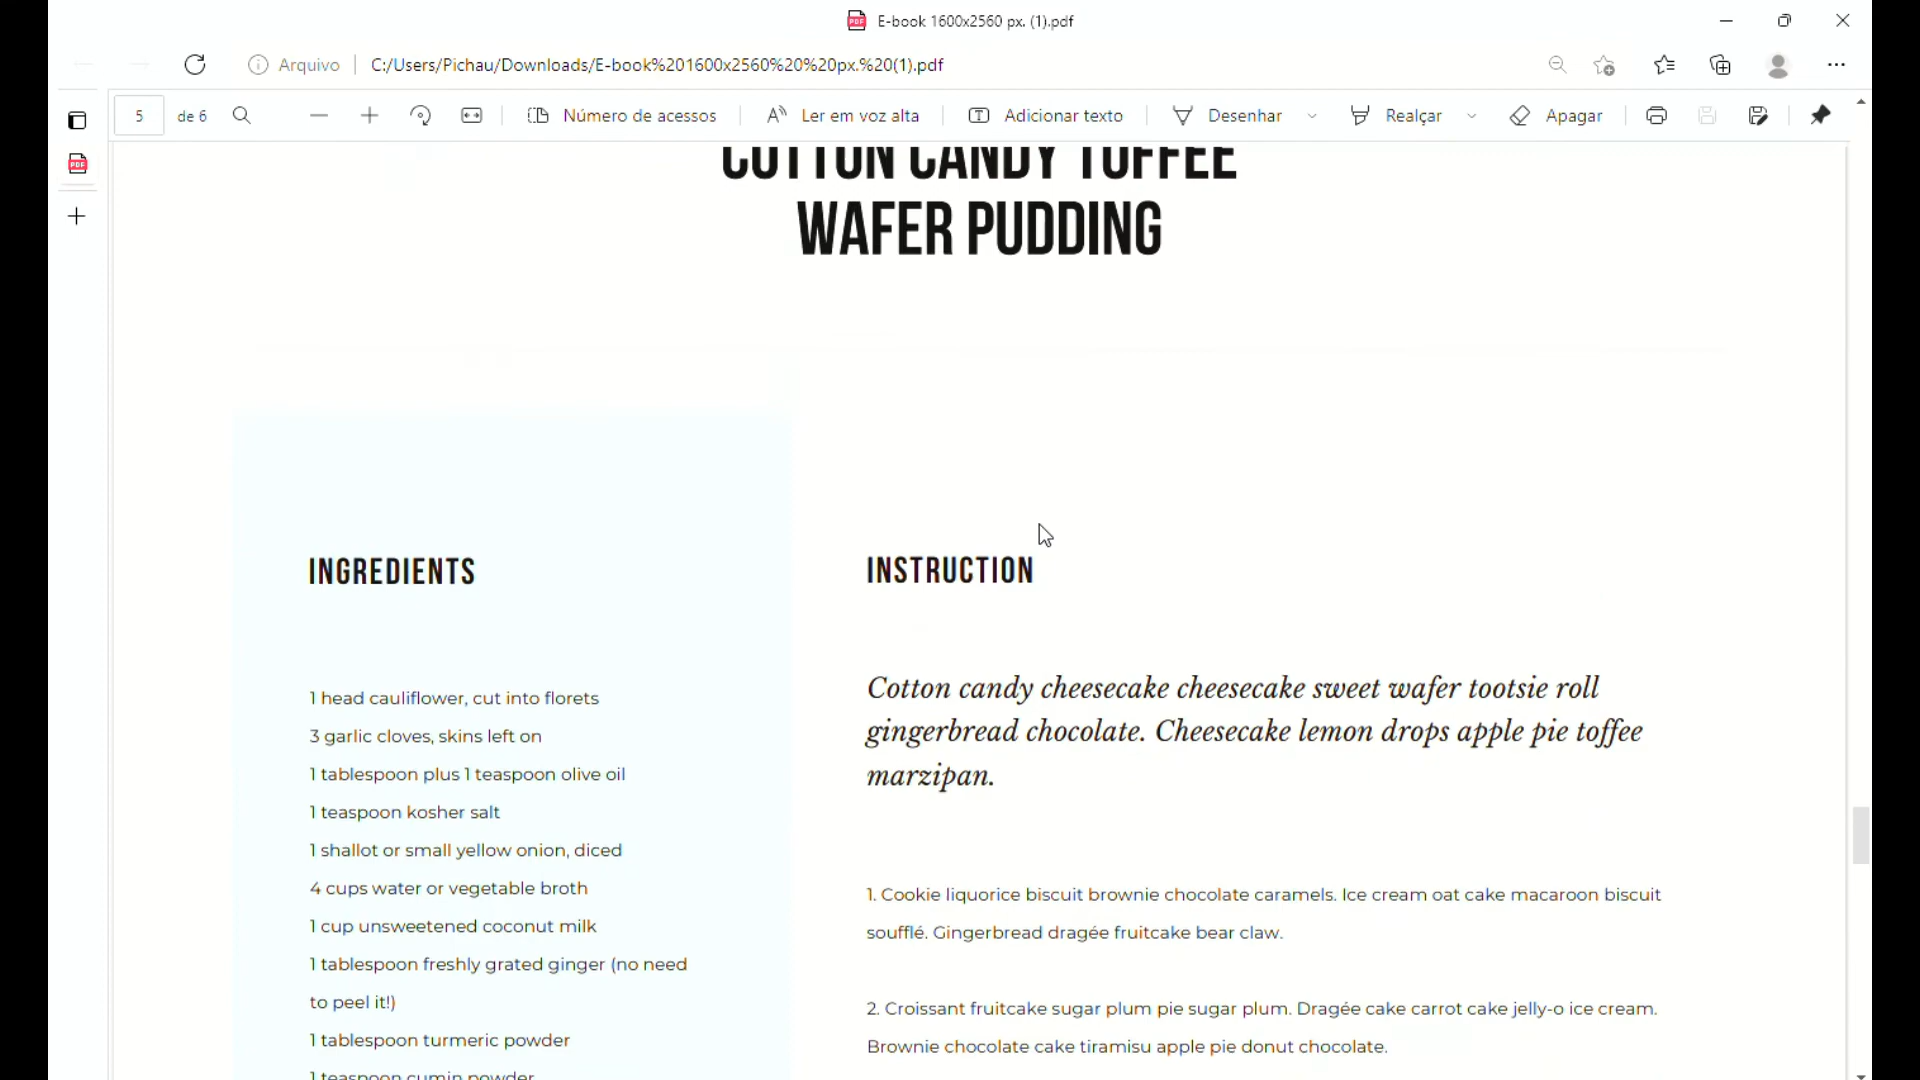 E-book 1600x2560 px. (1).pdf
Arquivo
C:/Users/Pichau/Downloads/E-book%201600x2560%20%20px.%20(1).pdf
5 de 6
Número de acessos
Ler em voz alta
Adicionar texto
Desenhar
Realçar
Apagar
COTTON CANDY TOFFEE
WAFER PUDDING
INGREDIENTS
1 head cauliflower, cut into florets
3 garlic cloves, skins left on
1 tablespoon plus 1 teaspoon olive oil
1 teaspoon kosher salt
1 shallot or small yellow onion, diced
4 cups water or vegetable broth
1 cup unsweetened coconut milk
1 tablespoon freshly grated ginger (no need
to peel it!)
1 tablespoon turmeric powder
1 teaspoon cumin powder
INSTRUCTION
Cotton candy cheesecake cheesecake sweet wafer tootsie roll
gingerbread chocolate. Cheesecake lemon drops apple pie toffee
marzipan.
1. Cookie liquorice biscuit brownie chocolate caramels. Ice cream oat cake macaroon biscuit
soufflé. Gingerbread dragée fruitcake bear claw.
2. Croissant fruitcake sugar plum pie sugar plum. Dragée cake carrot cake jelly-o ice cream.
Brownie chocolate cake tiramisu apple pie donut chocolate.